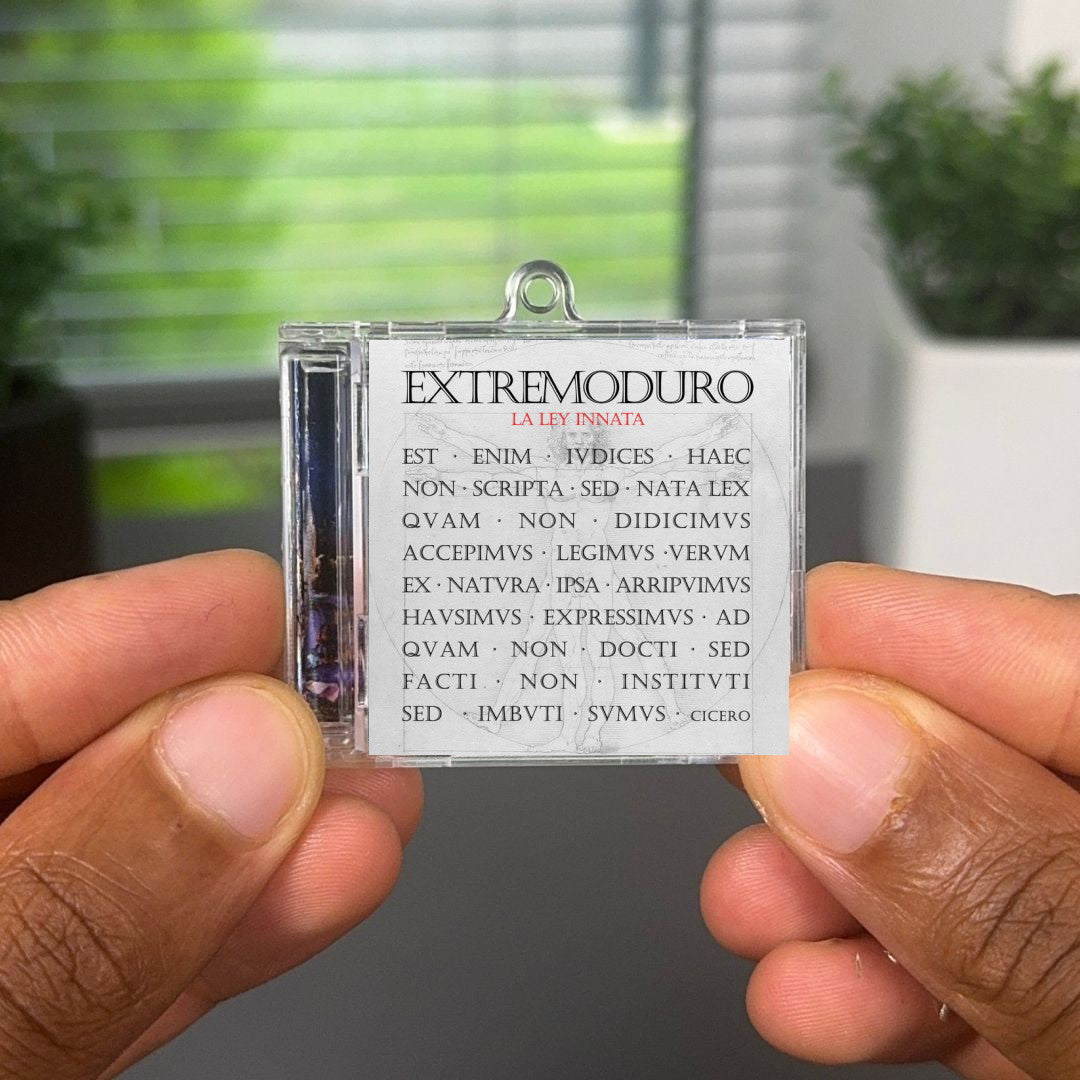 EXTREMODURO
LA LEY INNATA
EST · ENIM · IVDICES · HAEC
NON · SCRIPTA · SED · NATA LEX
QVAM · NON · DIDICIMVS
ACCEPIMVS · LEGIMVS ·VERVM
EX · NATVRA · IPSA · ARRIPVIMVS
HAVSIMVS · EXPRESSIMVS · AD
QVAM · NON · DOCTI · SED
FACTI · NON · INSTITVTI
SED · IMBVTI · SVMVS · CICERO